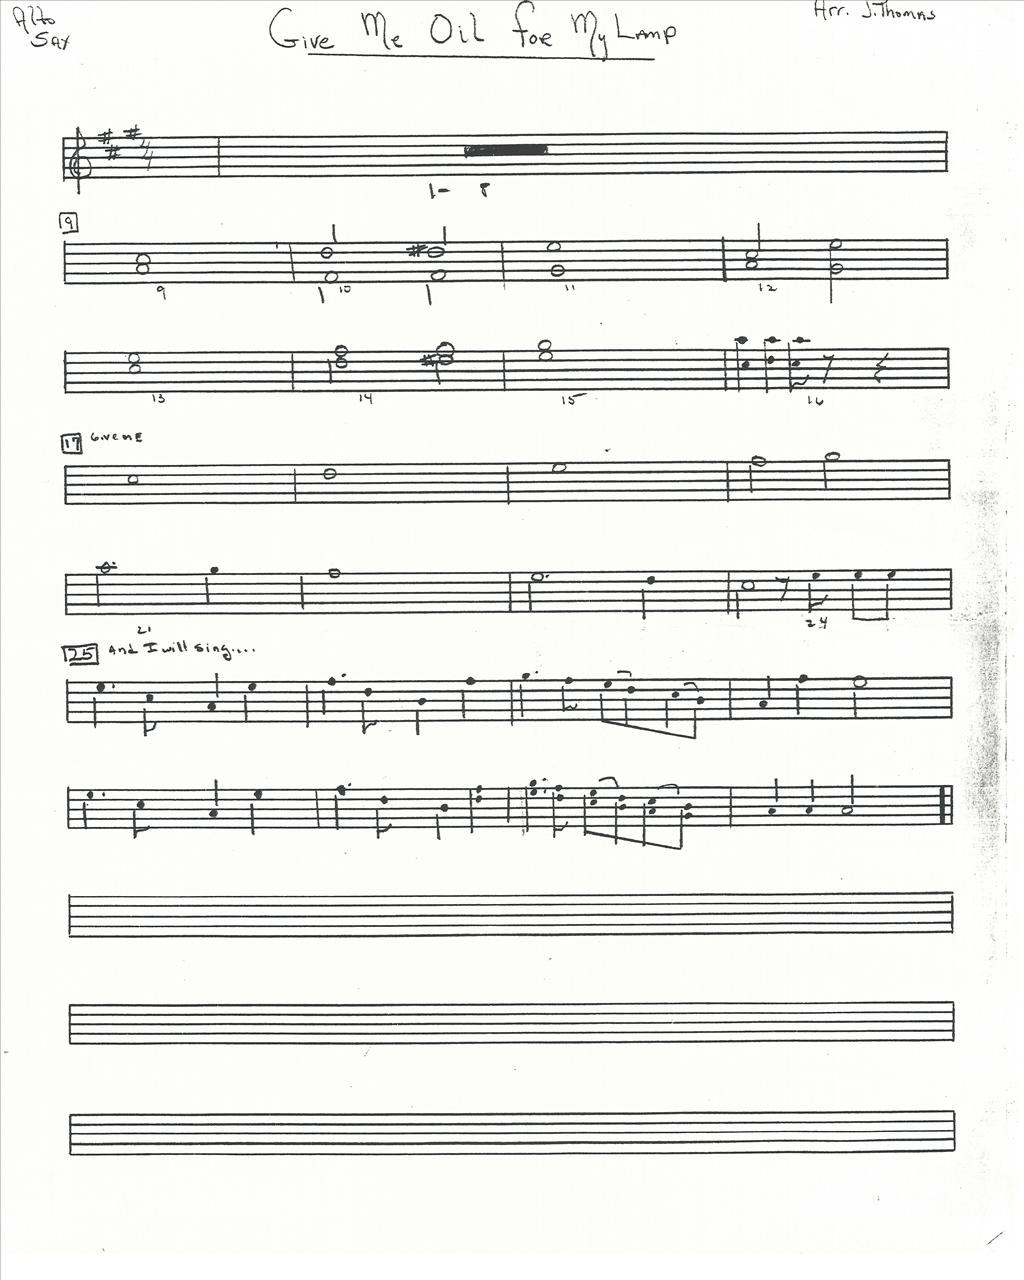 Alto
Sax
Give Me Oil for My Lamp
Arr. J. Thomas
4
4
1- 8
9
9 10 11 12
13 14 15 16
17 Give me
21 24
25 And I will sing....